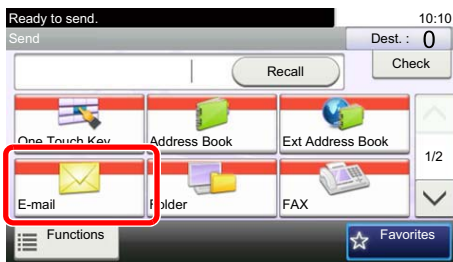 Ready to send.
10:10
Send
Dest. : 0
Recall
Check
One Touch Key
Address Book
Ext Address Book
1/2
E-mail
Folder
FAX
Functions
Favorites